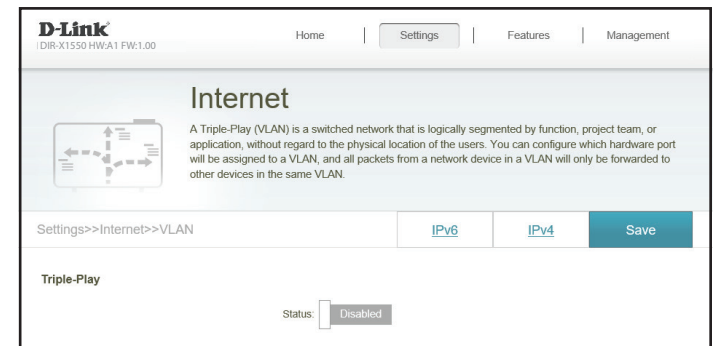 D-Link
DIR-X1550 HW:A1 FW:1.00
Home | Settings | Features | Management
Internet
A Triple-Play (VLAN) is a switched network that is logically segmented by function, project team, or
application, without regard to the physical location of the users. You can configure which hardware port
will be assigned to a VLAN, and all packets from a network device in a VLAN will only be forwarded to
other devices in the same VLAN.
Settings>>Internet>>VLAN
IPv6
IPv4
Save
Triple-Play
Status: Disabled